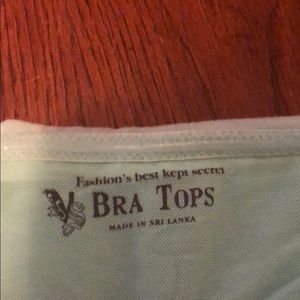 Fashion's best kept secret
BRA TOPS
MADE IN SRI LANKA